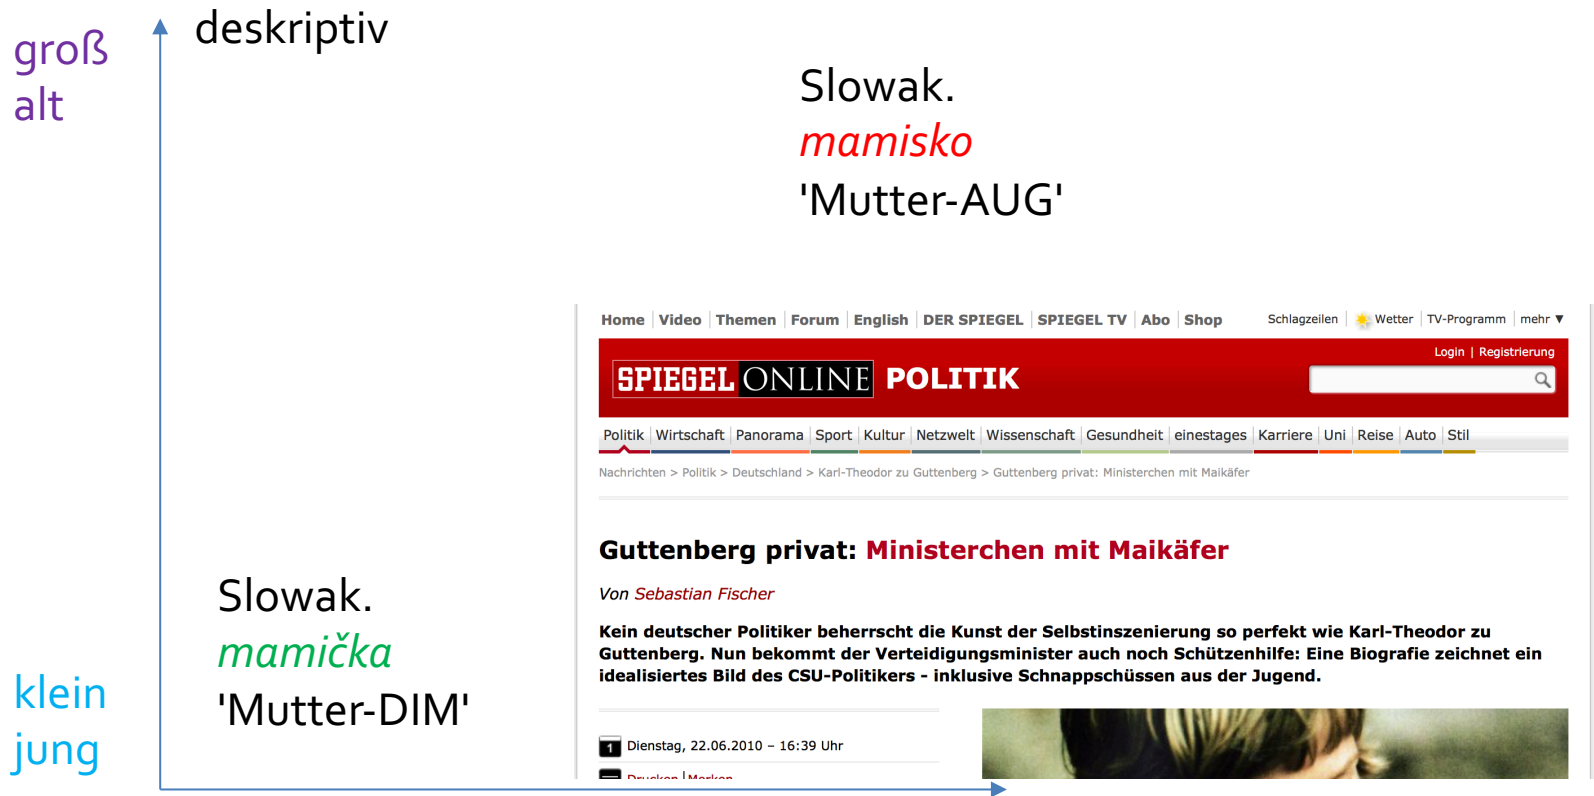 groß
alt
deskriptiv
Slowak.
mamisko
'Mutter-AUG'
Home | Video | Themen | Forum | English | DER SPIEGEL | SPIEGEL TV | Abo | Shop
Schlagzeilen | Wetter | TV-Programm | mehr ▼
Login | Registrierung
SPIEGEL ONLINE POLITIK
Politik | Wirtschaft | Panorama | Sport | Kultur | Netzwelt | Wissenschaft | Gesundheit | einestages | Karriere | Uni | Reise | Auto | Stil
Nachrichten > Politik > Deutschland > Karl-Theodor zu Guttenberg > Guttenberg privat: Ministerchen mit Maikäfer
Guttenberg privat: Ministerchen mit Maikäfer
Von Sebastian Fischer
Kein deutscher Politiker beherrscht die Kunst der Selbstinszenierung so perfekt wie Karl-Theodor zu
Guttenberg. Nun bekommt der Verteidigungsminister auch noch Schützenhilfe: Eine Biografie zeichnet ein
idealisiertes Bild des CSU-Politikers - inklusive Schnappschüssen aus der Jugend.
1 Dienstag, 22.06.2010 – 16:39 Uhr
Drucken | Merken
Slowak.
mamička
'Mutter-DIM'
klein
jung